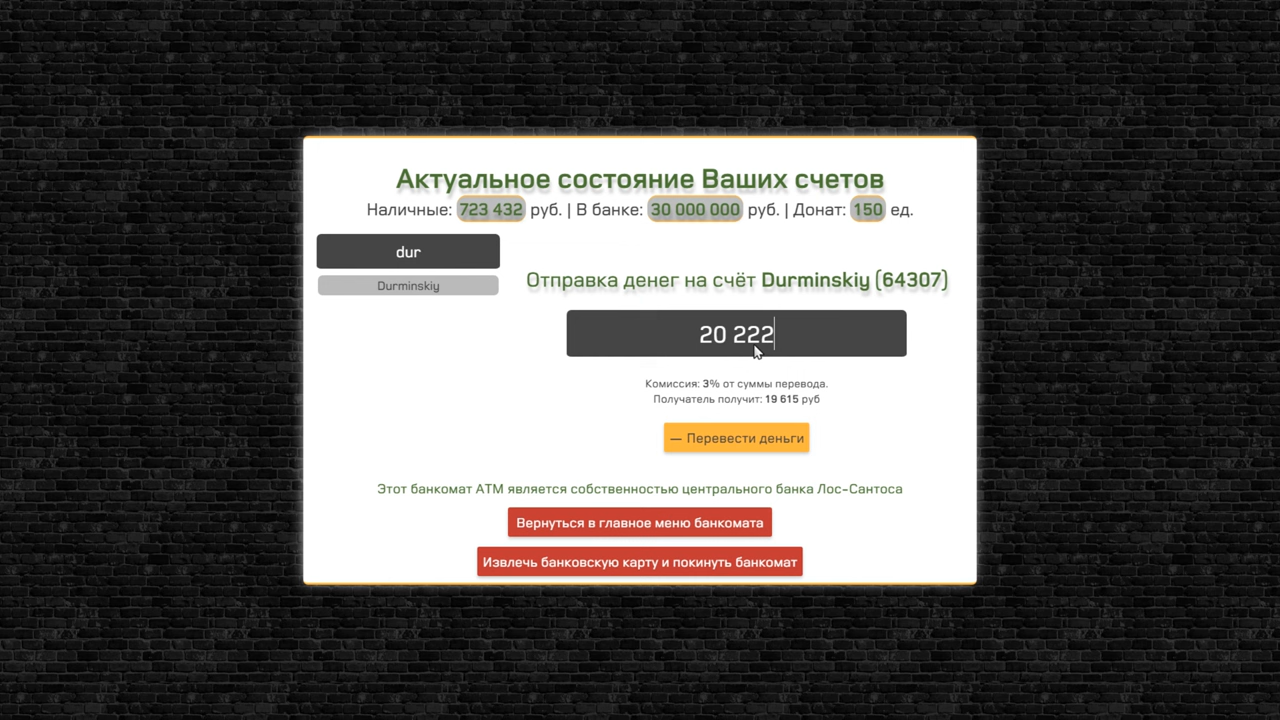 Актуальное состояние Ваших счетов
Наличные: 723 432 руб. | В банке: 30 000 000 руб. | Донат: 150 ед.
dur
Durminskiy
Отправка денег на счёт Durminskiy (64307)
20 222
Комиссия: 3% от суммы перевода.
Получатель получит: 19 615 руб
— Перевести деньги
Этот банкомат ATM является собственностью центрального банка Лос-Сантоса
Вернуться в главное меню банкомата
Извлечь банковскую карту и покинуть банкомат